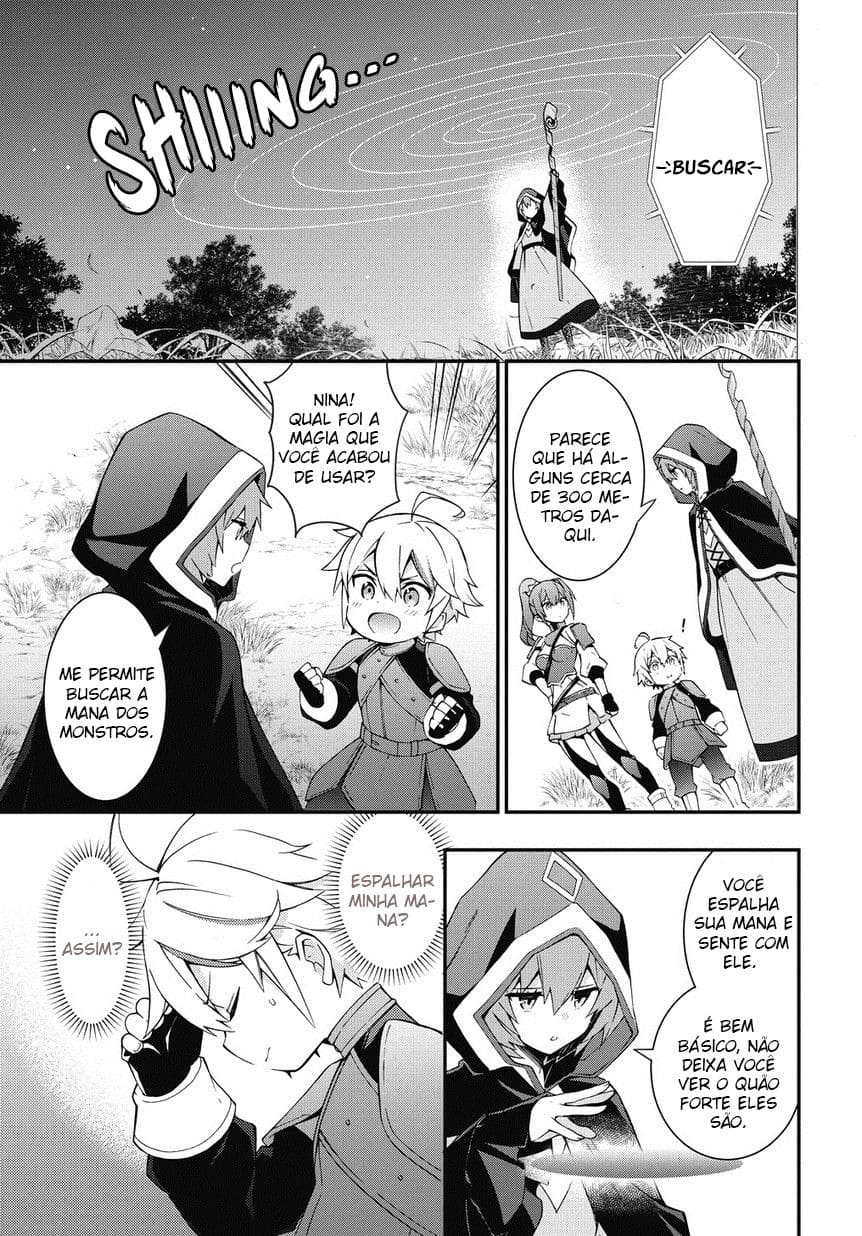 BUSCAR
SHIIING...
PARECE
QUE HÁ AL-
GUNS CERCA
DE 300 ME-
TROS DA-
QUI.
!
NINA!
QUAL FOI A
MAGIA QUE
VOCÊ ACABOU
DE USAR?
ME PERMITE
BUSCAR A
MANA DOS
MONSTROS.
VOCÊ
ESPALHA
SUA MANA E
SENTE COM
ELE.
É BEM
BÁSICO, NÃO
DEIXA VOCÊ
VER O QUÃO
FORTE ELES
SÃO.
ESPALHAR
MINHA MA-
NA?
...
ASSIM?